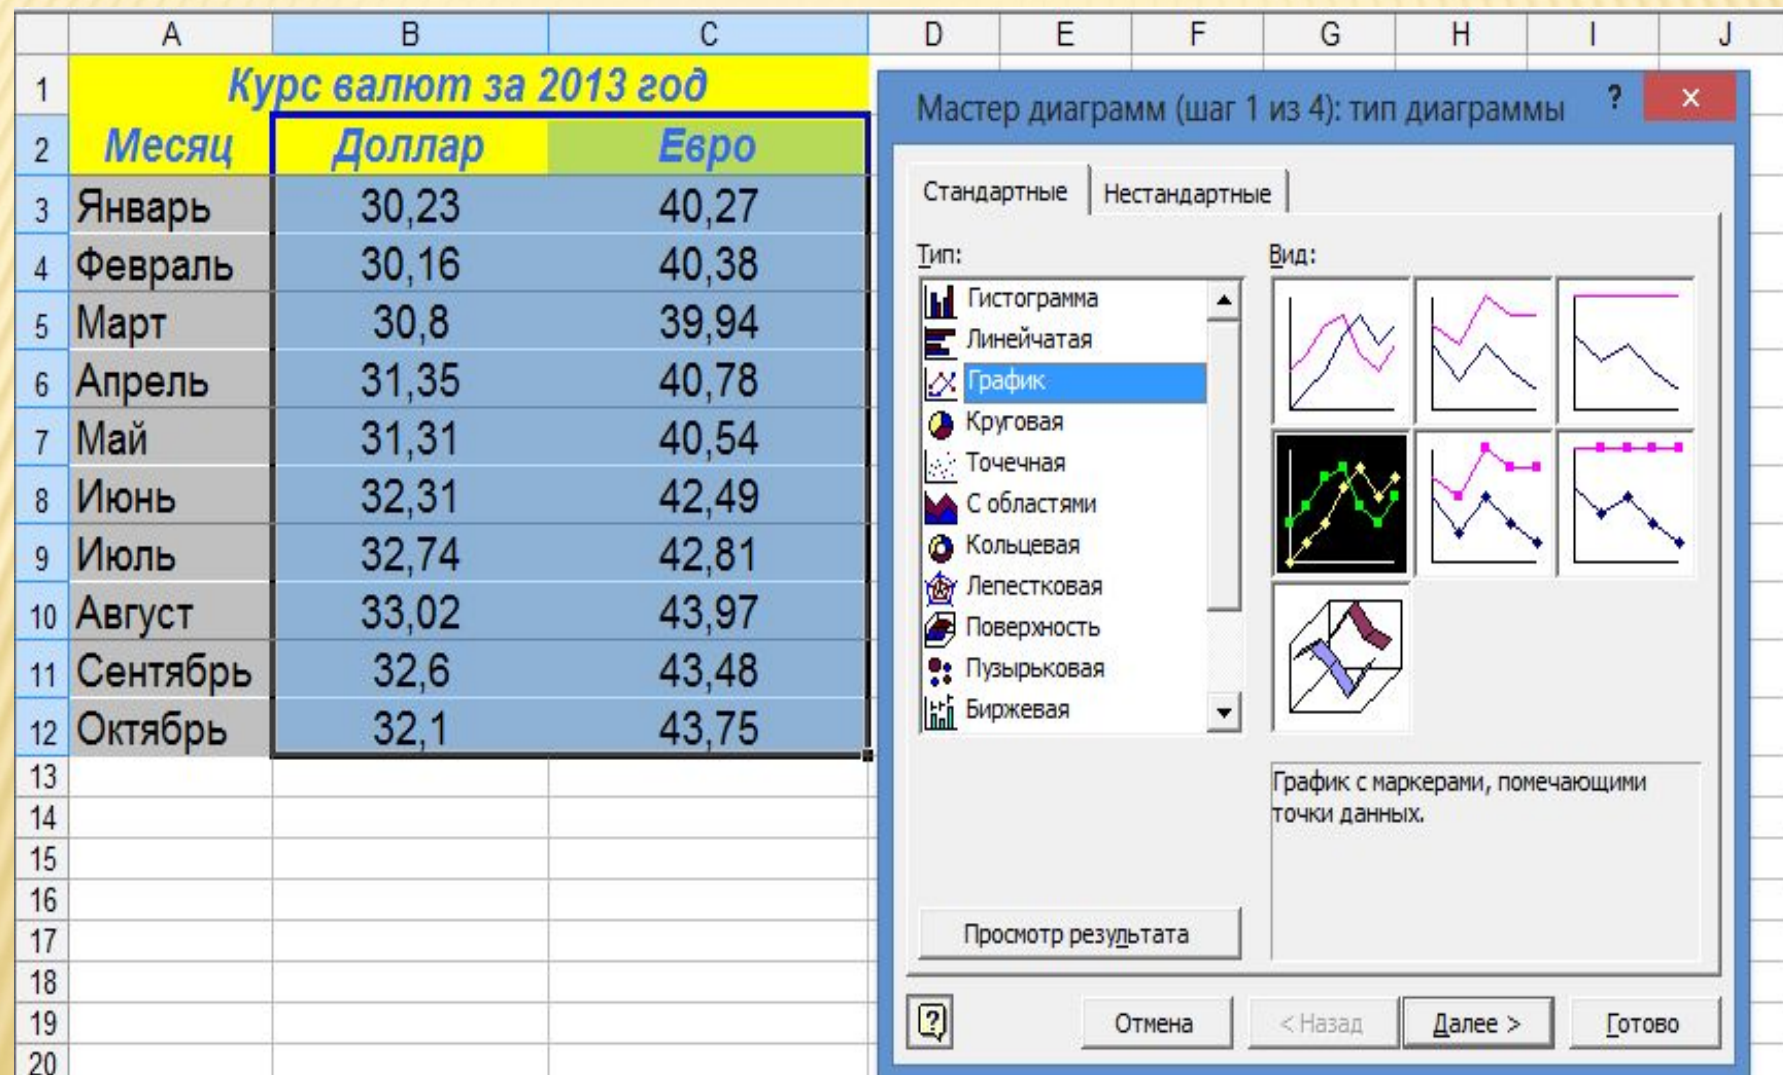 A B C D E F G H I J
1 Курс валют за 2013 год
2 Месяц Доллар Евро
3 Январь 30,23 40,27
4 Февраль 30,16 40,38
5 Март 30,8 39,94
6 Апрель 31,35 40,78
7 Май 31,31 40,54
8 Июнь 32,31 42,49
9 Июль 32,74 42,81
10 Август 33,02 43,97
11 Сентябрь 32,6 43,48
12 Октябрь 32,1 43,75
13
14
15
16
17
18
19
20
Мастер диаграмм (шаг 1 из 4): тип диаграммы ? ×
Стандартные Нестандартные
Тип: Вид:
Гистограмма
Линейчатая
График
Круговая
Точечная
С областями
Кольцевая
Лепестковая
Поверхность
Пузырьковая
Биржевая
График с маркерами, помечающими
точки данных.
Просмотр результата
? Отмена < Назад Далее > Готово